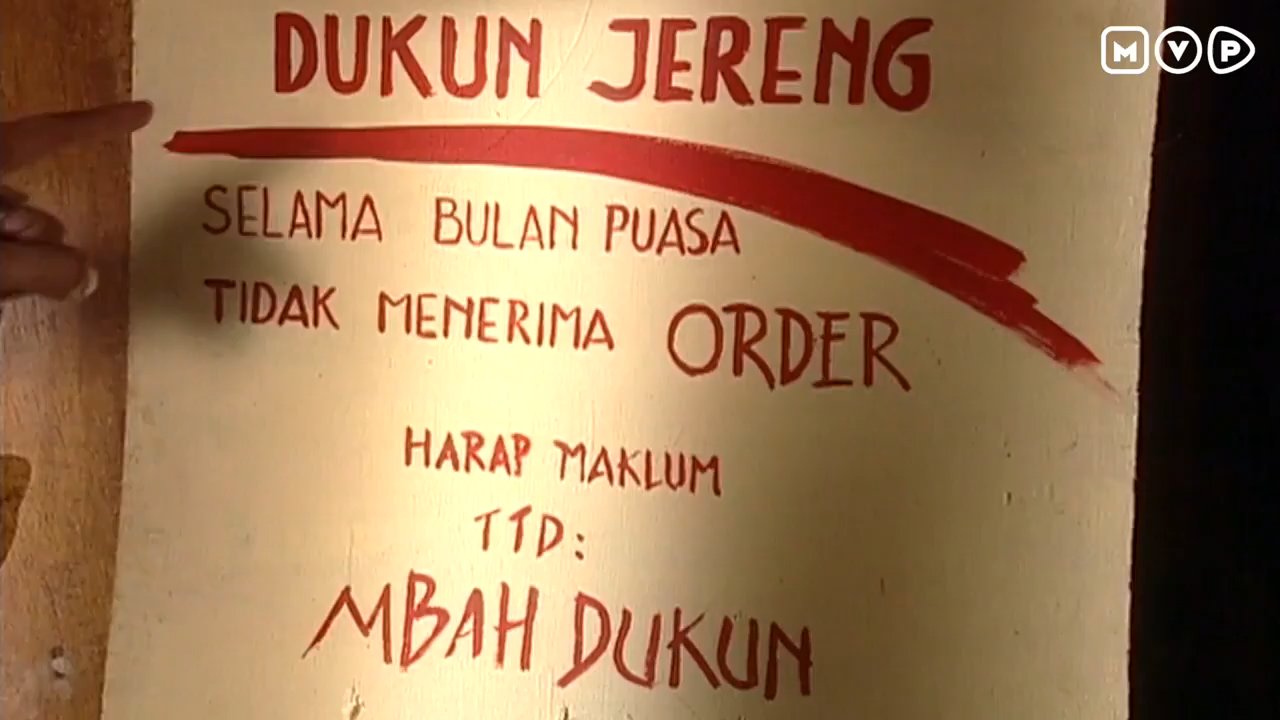 DUKUN JERENG
MVP
SELAMA BULAN PUASA
TIDAK MENERIMA ORDER
HARAP MAKLUM
TTD:
MBAH DUKUN